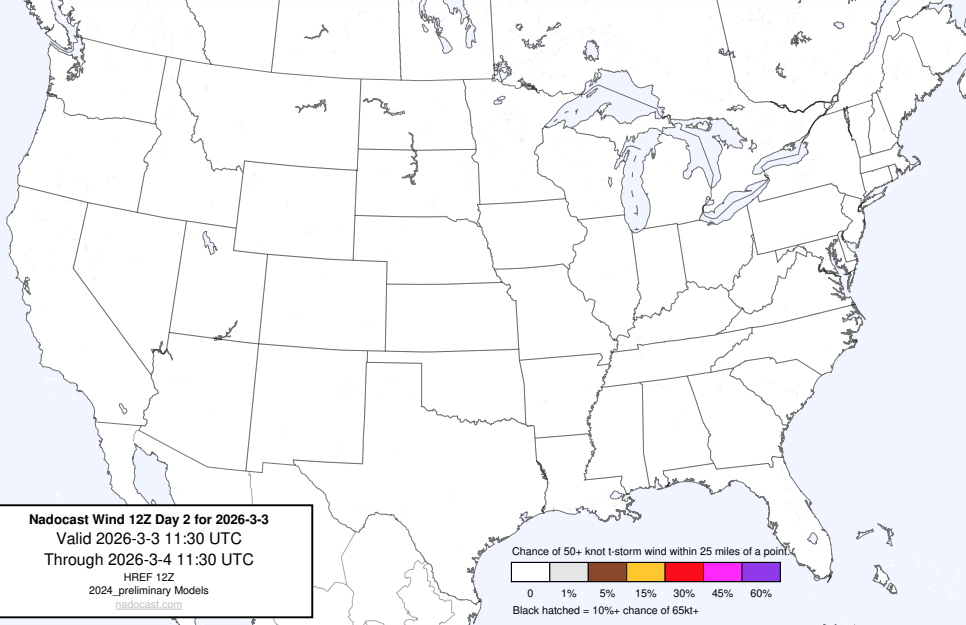 Nadocast Wind 12Z Day 2 for 2026-3-3
Valid 2026-3-3 11:30 UTC
Through 2026-3-4 11:30 UTC
HREF 12Z
2024_preliminary Models
nadocast.com
Chance of 50+ knot t-storm wind within 25 miles of a point.
0 1% 5% 15% 30% 45% 60%
Black hatched = 10%+ chance of 65kt+